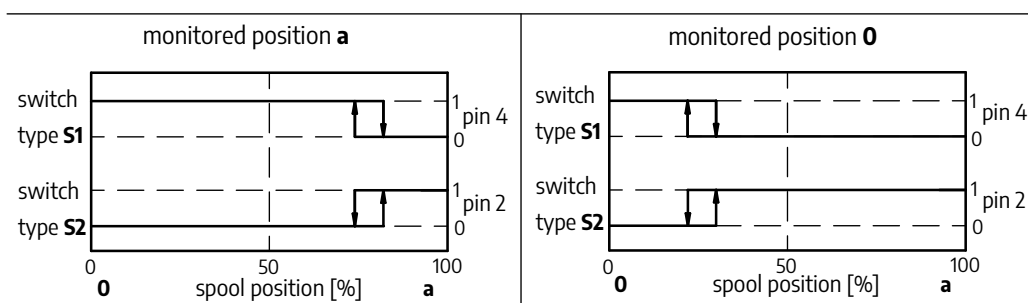 monitored position a
switch
type S1
1
0
pin 4
switch
type S2
1
0
pin 2
0
50
100
0
spool position [%]
a
monitored position 0
switch
type S1
1
0
pin 4
switch
type S2
1
0
pin 2
0
50
100
0
spool position [%]
a